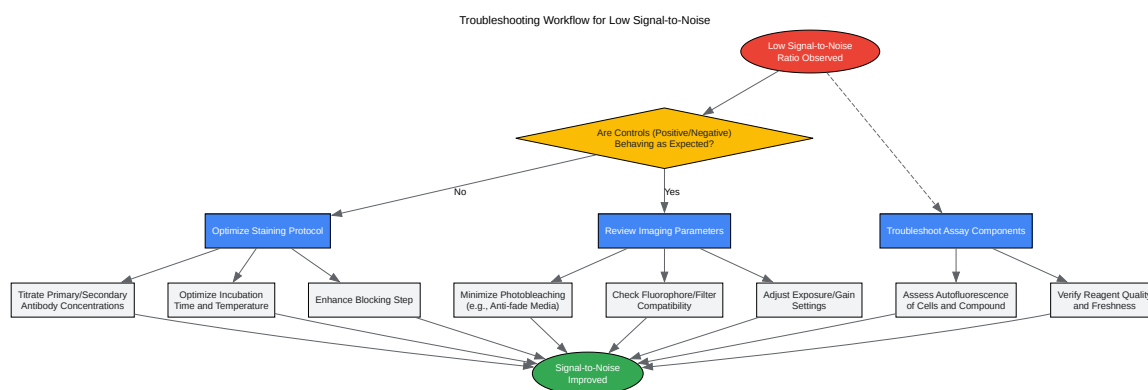 Troubleshooting Workflow for Low Signal-to-Noise
Low Signal-to-Noise
Ratio Observed
Are Controls (Positive/Negative)
Behaving as Expected?
No
Yes
Optimize Staining Protocol
Review Imaging Parameters
Troubleshoot Assay Components
Titrate Primary/Secondary
Antibody Concentrations
Optimize Incubation
Time and Temperature
Enhance Blocking Step
Minimize Photobleaching
(e.g., Anti-fade Media)
Check Fluorophore/Filter
Compatibility
Adjust Exposure/Gain
Settings
Assess Autofluorescence
of Cells and Compound
Verify Reagent Quality
and Freshness
Signal-to-Noise
Improved